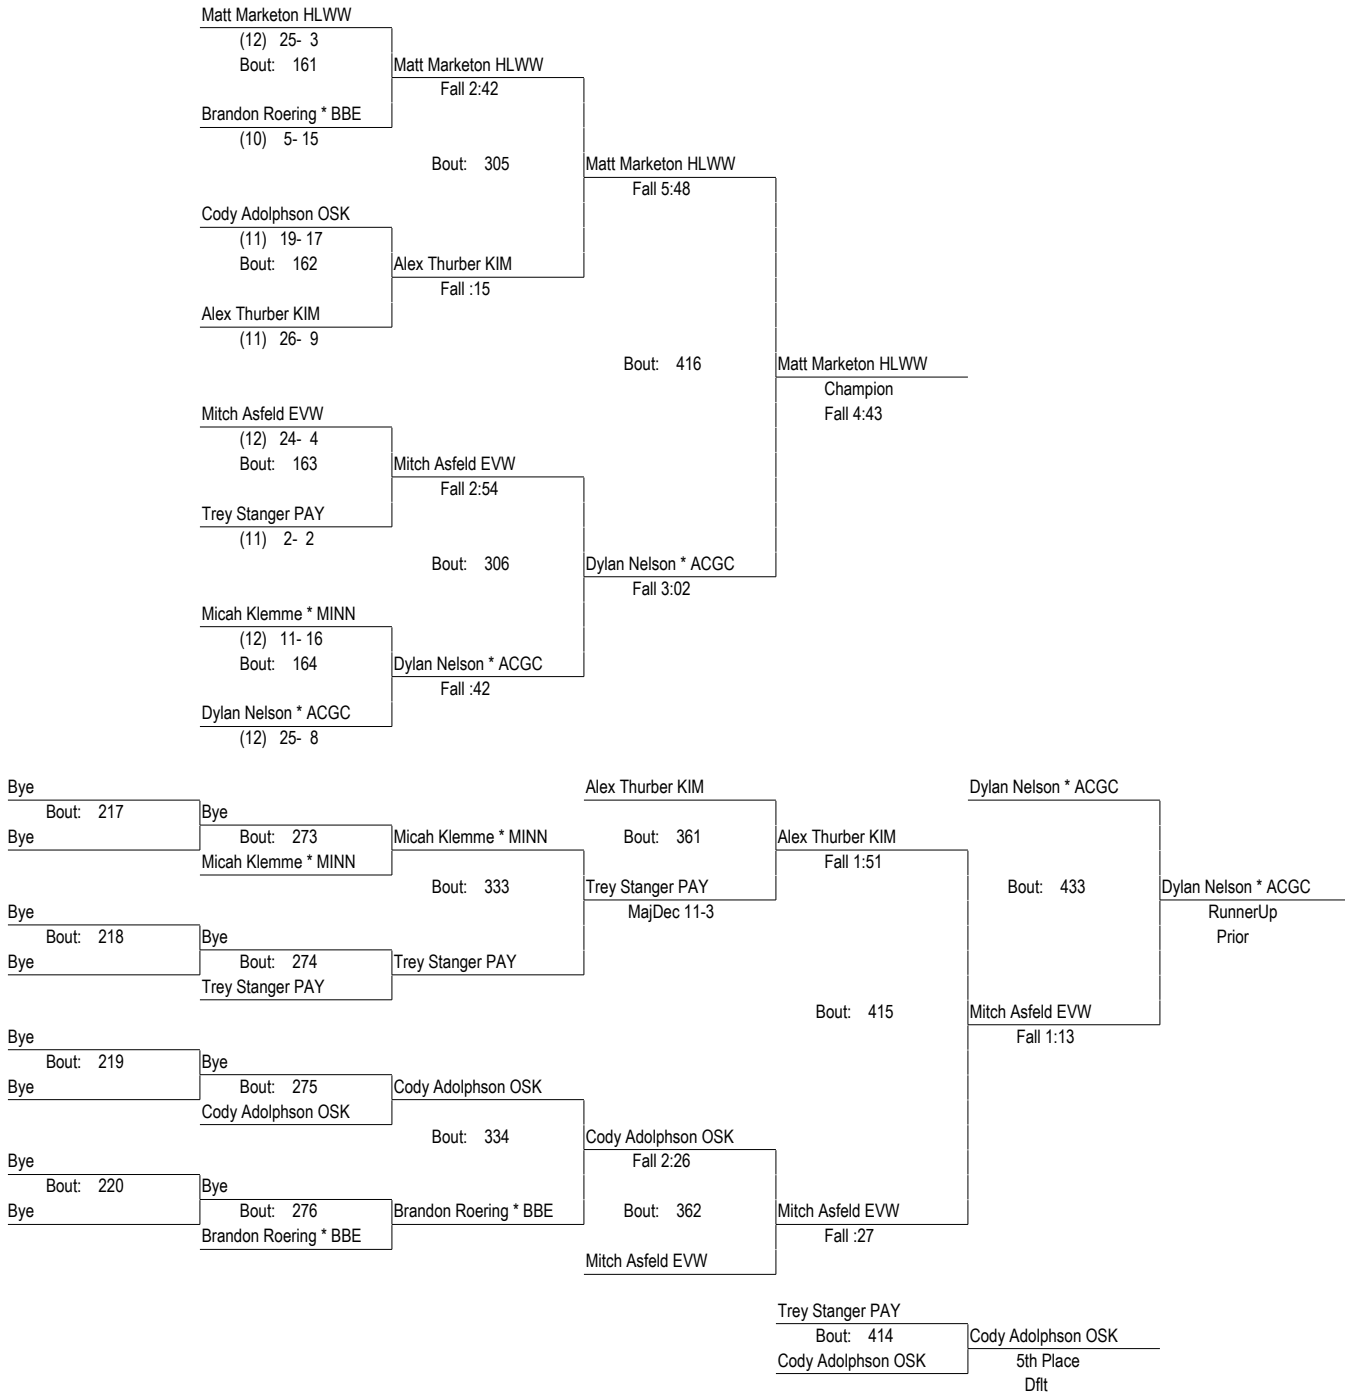 Matt Marketon HLWW
(12) 25- 3
Bout: 161
Matt Marketon HLWW
Fall 2:42
Brandon Roering * BBE
(10) 5- 15
Bout: 305
Matt Marketon HLWW
Fall 5:48
Cody Adolphson OSK
(11) 19- 17
Bout: 162
Alex Thurber KIM
Fall :15
Alex Thurber KIM
(11) 26- 9
Bout: 416
Matt Marketon HLWW
Champion
Fall 4:43
Mitch Asfeld EVW
(12) 24- 4
Bout: 163
Mitch Asfeld EVW
Fall 2:54
Trey Stanger PAY
(11) 2- 2
Bout: 306
Dylan Nelson * ACGC
Fall 3:02
Micah Klemme * MINN
(12) 11- 16
Bout: 164
Dylan Nelson * ACGC
Fall :42
Dylan Nelson * ACGC
(12) 25- 8
Bye
Alex Thurber KIM
Dylan Nelson * ACGC
Bout: 217
Bye
Bye
Bout: 273
Micah Klemme * MINN
Bout: 361
Alex Thurber KIM
Micah Klemme * MINN
Fall 1:51
Bout: 333
Trey Stanger PAY
Bout: 433
Dylan Nelson * ACGC
Bye
MajDec 11-3
RunnerUp
Bout: 218
Bye
Prior
Bye
Bout: 274
Trey Stanger PAY
Trey Stanger PAY
Bout: 415
Mitch Asfeld EVW
Bye
Fall 1:13
Bout: 219
Bye
Bye
Bout: 275
Cody Adolphson OSK
Cody Adolphson OSK
Bout: 334
Cody Adolphson OSK
Bye
Fall 2:26
Bout: 220
Bye
Bye
Bout: 276
Brandon Roering * BBE
Bout: 362
Mitch Asfeld EVW
Brandon Roering * BBE
Fall :27
Mitch Asfeld EVW
Trey Stanger PAY
Bout: 414
Cody Adolphson OSK
Cody Adolphson OSK
5th Place
Dflt